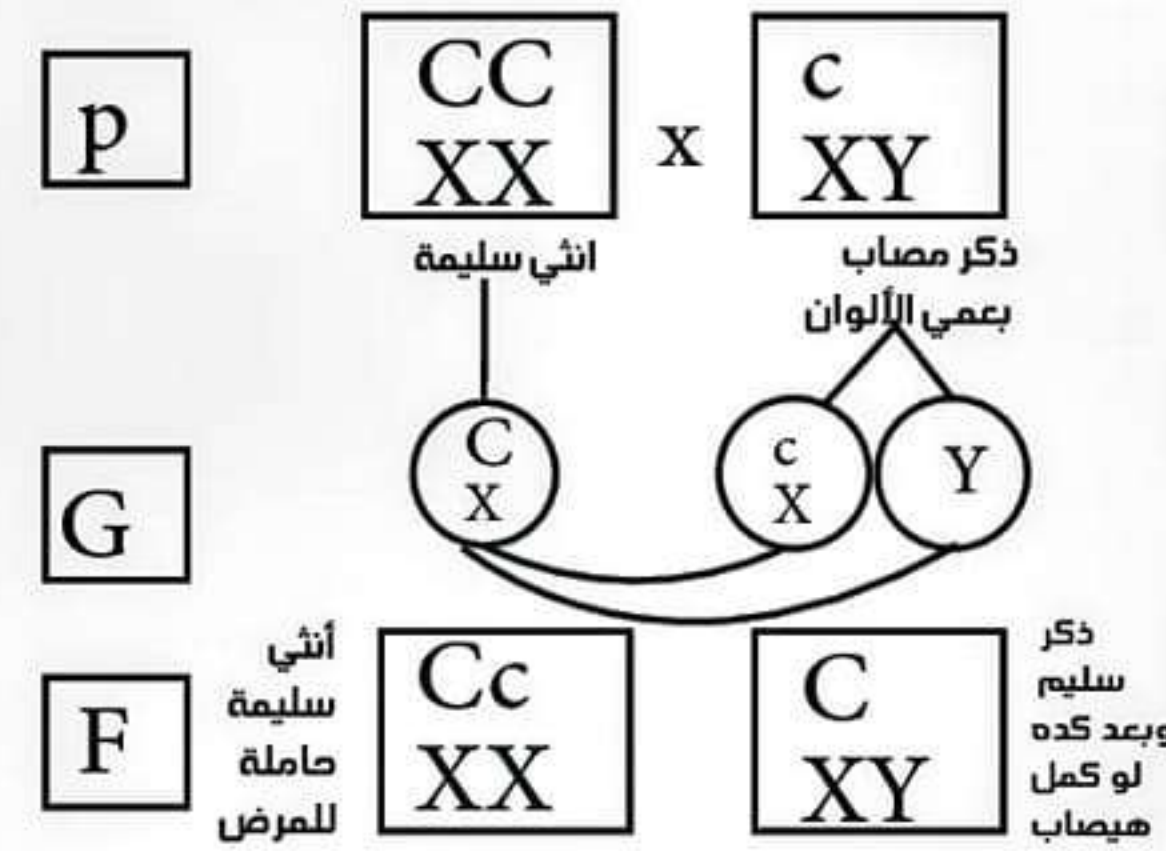 p
CC
XX
x
c
XY
انثي سليمة
ذكر مصاب
بعمي الألوان
G
C
X
c
X
Y
F
أنثي
سليمة
حاملة
للمرض
Cc
XX
C
XY
ذكر
سليم
وبعد كده
لو كمل
هيصاب